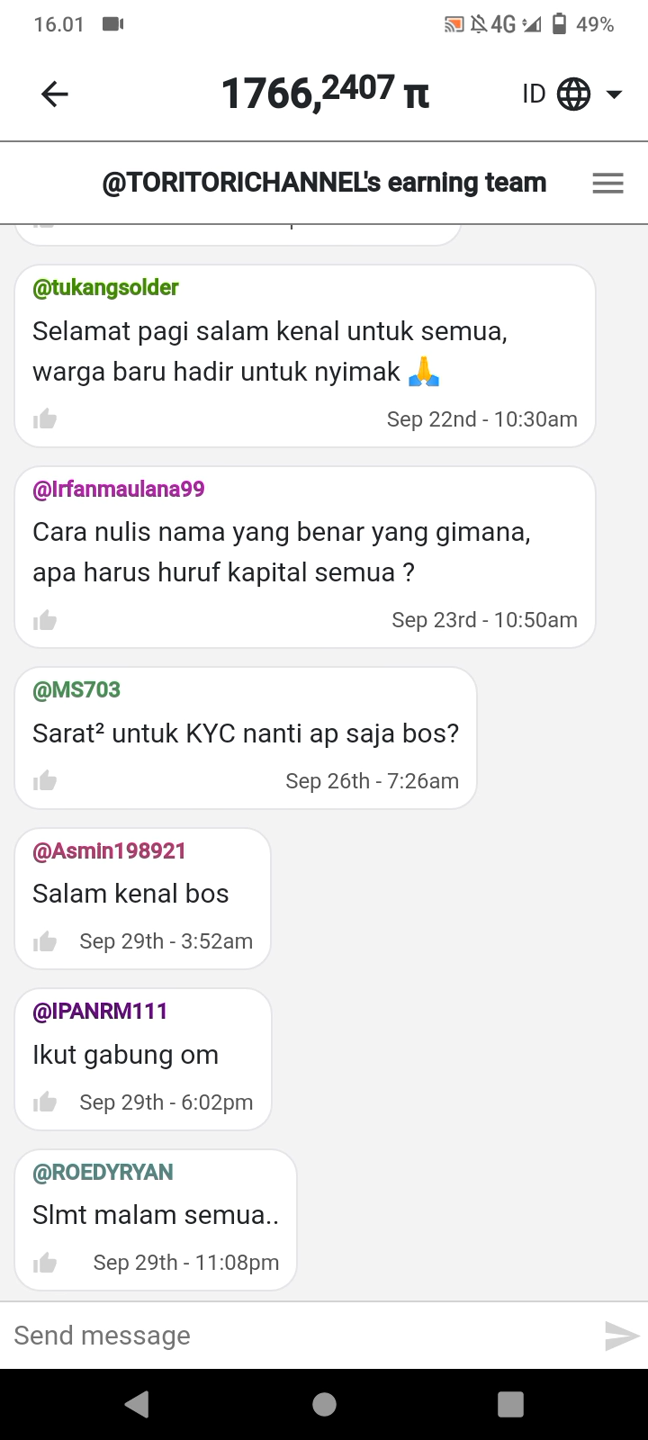 16.01
4G 49%
1766,2407 π
ID
@TORITORICHANNEL's earning team
@tukangsolder
Selamat pagi salam kenal untuk semua,
warga baru hadir untuk nyimak 🙏
Sep 22nd - 10:30am
@Irfanmaulana99
Cara nulis nama yang benar yang gimana,
apa harus huruf kapital semua ?
Sep 23rd - 10:50am
@MS703
Sarat² untuk KYC nanti ap saja bos?
Sep 26th - 7:26am
@Asmin198921
Salam kenal bos
Sep 29th - 3:52am
@IPANRM111
Ikut gabung om
Sep 29th - 6:02pm
@ROEDYRYAN
Slmt malam semua..
Sep 29th - 11:08pm
Send message